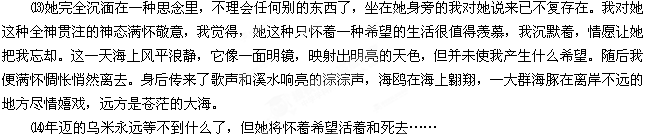 ⒀她完全沉湎在一种思念里，不理会任何别的东西了，坐在她身旁的我对她说来已不复存在。我对她
这种全神贯注的神态满怀敬意，我觉得，她这种只怀着一种希望的生活很值得羡慕，我沉默着，情愿让她
把我忘却。这一天海上风平浪静，它像一面明镜，映射出明亮的天色，但并未使我产生什么希望。随后我
便满怀惆怅悄然离去。身后传来了歌声和溪水响亮的淙淙声，海鸥在海上翱翔，一大群海豚在离岸不远的
地方尽情嬉戏，远方是苍茫的大海。
⒁年迈的乌米永远等不到什么了，但她将怀着希望活着和死去……